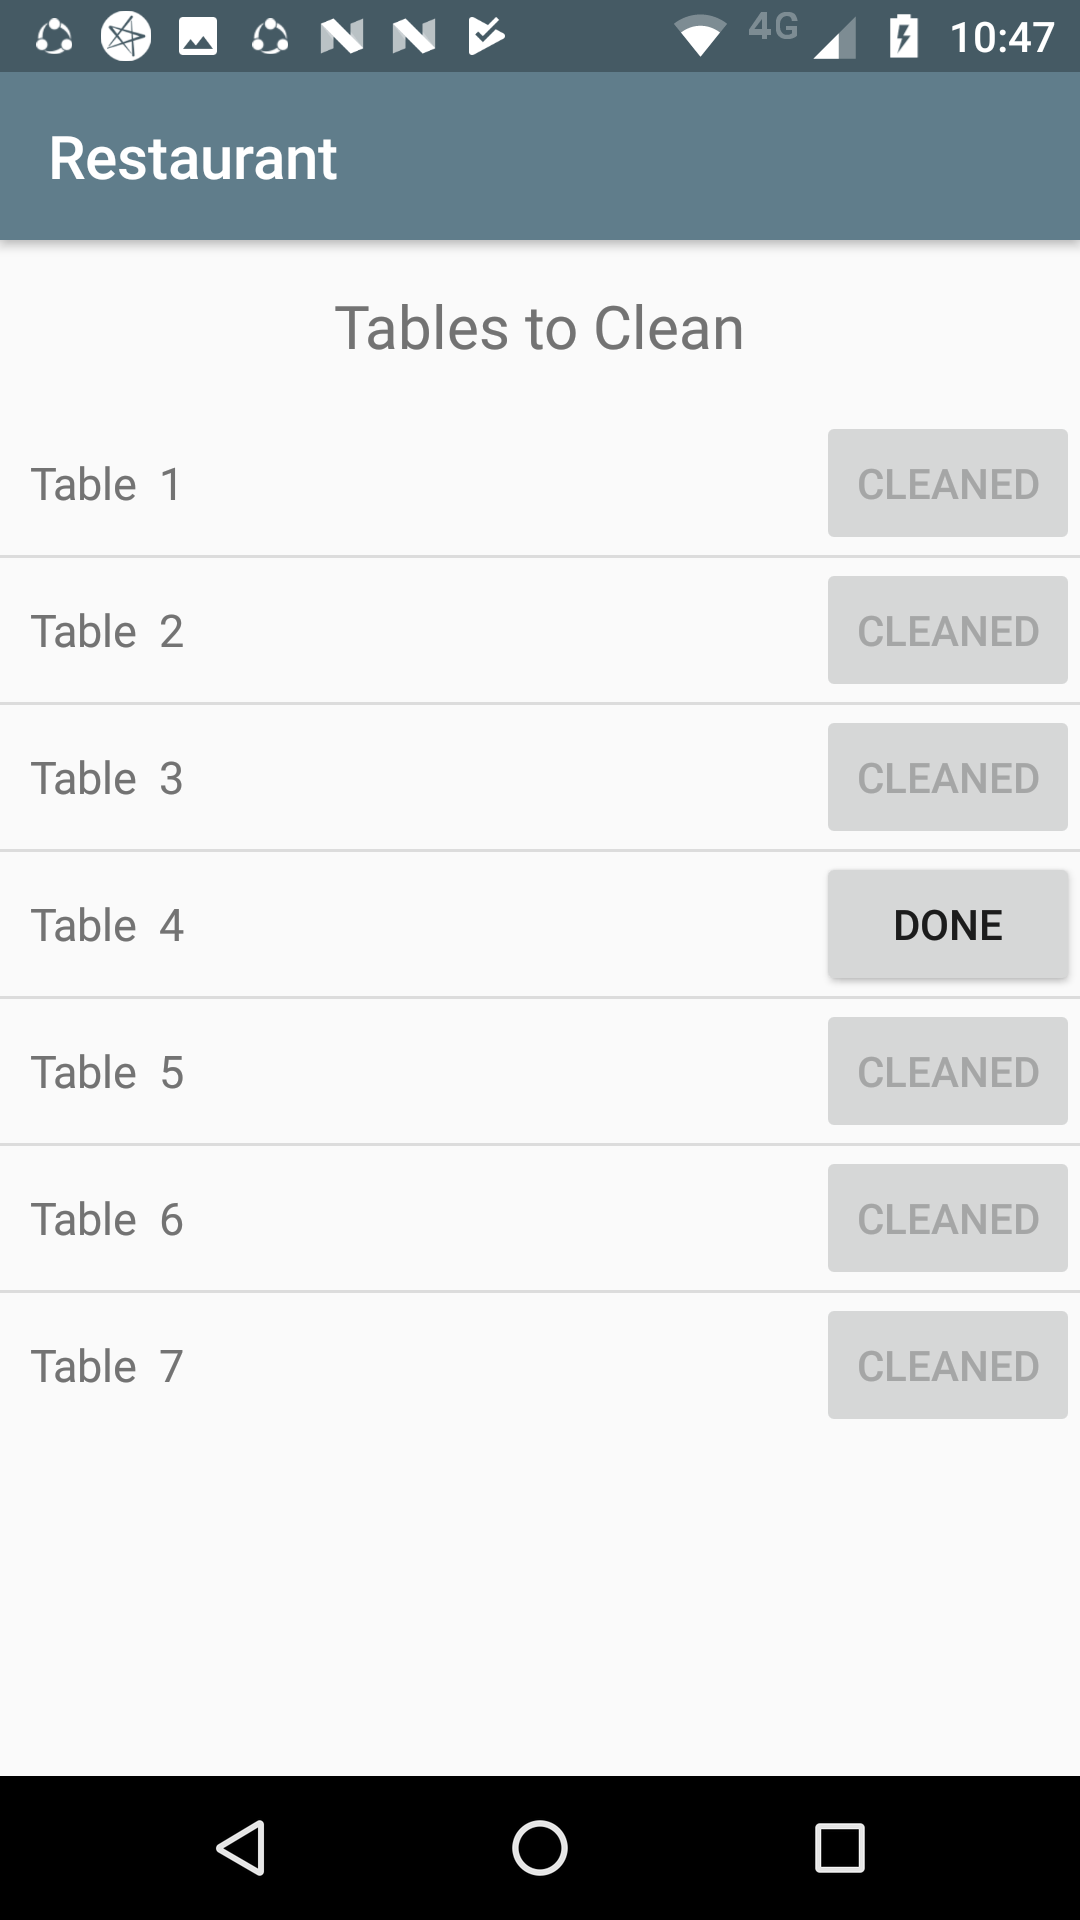 4G 10:47
Restaurant
Tables to Clean
Table 1 CLEANED
Table 2 CLEANED
Table 3 CLEANED
Table 4 DONE
Table 5 CLEANED
Table 6 CLEANED
Table 7 CLEANED